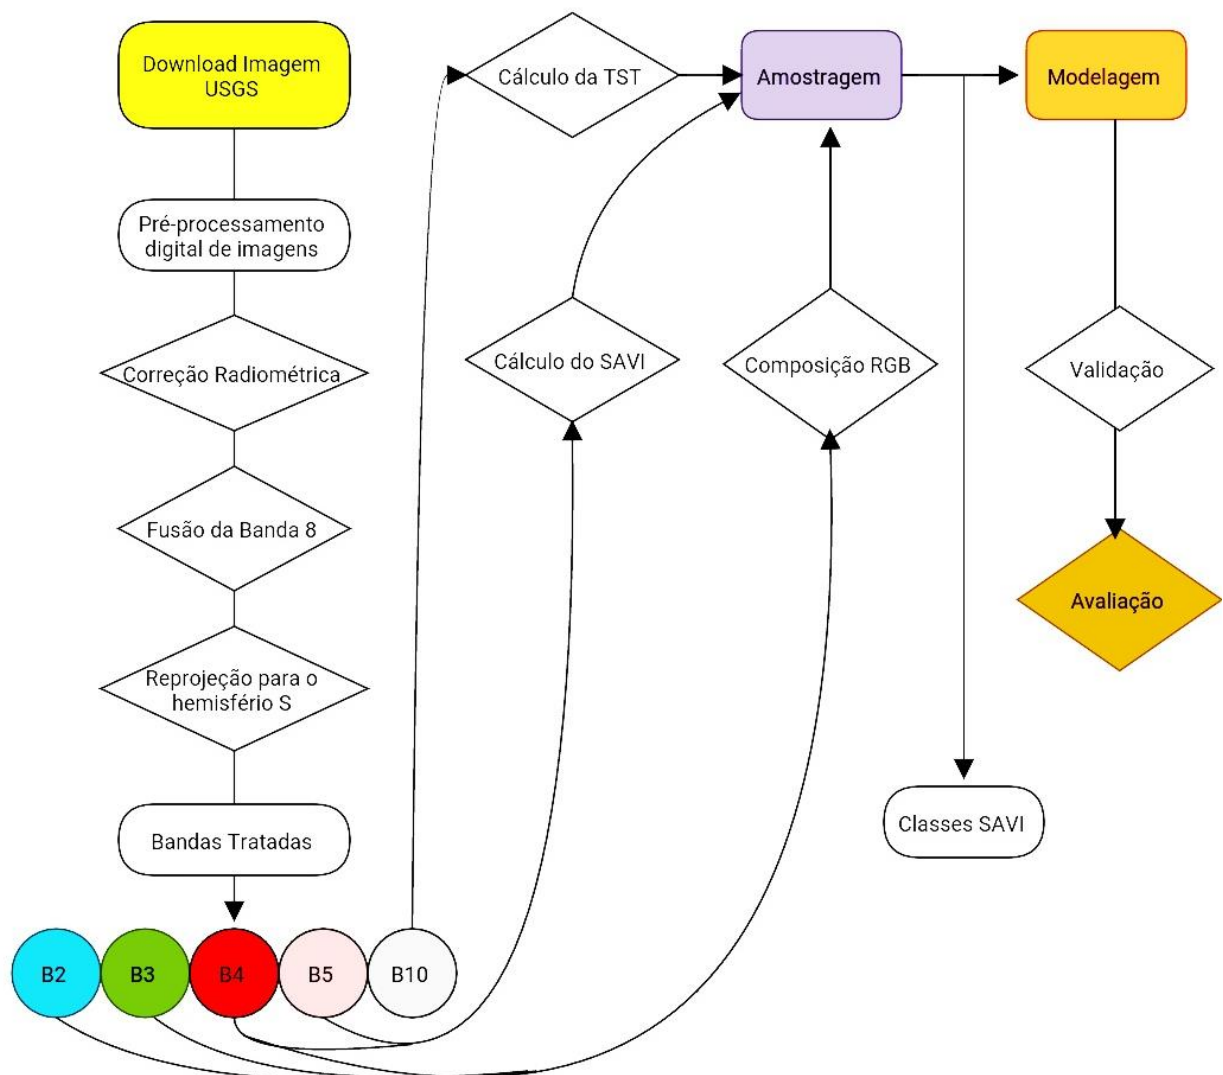 Download Imagem
USGS
Pré-processamento
digital de imagens
Correção Radiométrica
Fusão da Banda 8
Reprojeção para o
hemisfério S
Bandas Tratadas
B2
B3
B4
B5
B10
Cálculo da TST
Cálculo do SAVI
Composição RGB
Amostragem
Classes SAVI
Modelagem
Validação
Avaliação